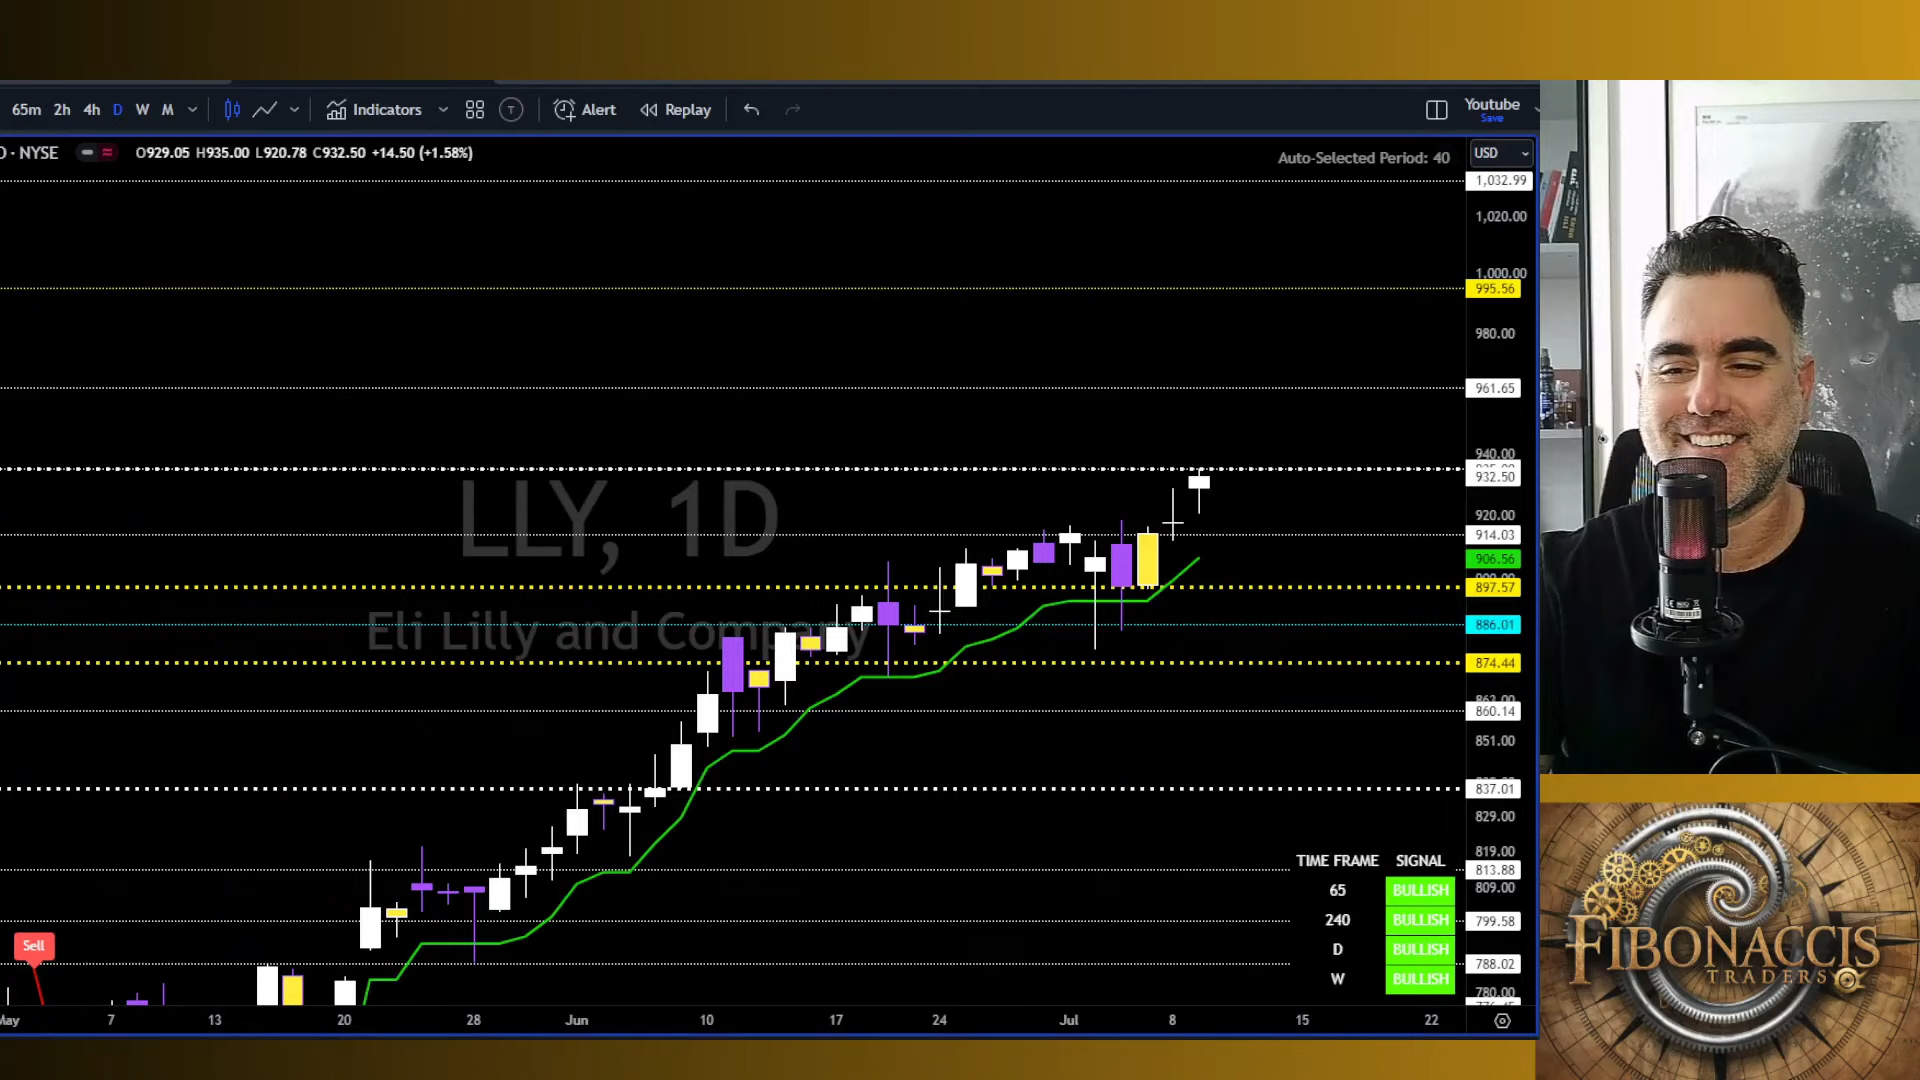 65m 2h 4h D W M Indicators T Alert Replay Youtube
Save
· NYSE O929.05 H935.00 L920.78 C932.50 +14.50 (+1.58%)
Auto-Selected Period: 40
USD
1,032.99
1,020.00
1,000.00
995.56
980.00
961.65
940.00
932.50
920.00
914.03
906.56
897.57
886.01
874.44
860.14
851.00
837.01
829.00
819.00
813.88
809.00
799.58
788.02
780.00
LLY, 1D
Eli Lilly and Company
TIME FRAME SIGNAL
65 BULLISH
240 BULLISH
D BULLISH
W BULLISH
Sell
May 7 13 20 28 Jun 10 17 24 Jul 8 15 22
FIBONACCIS
TRADERS